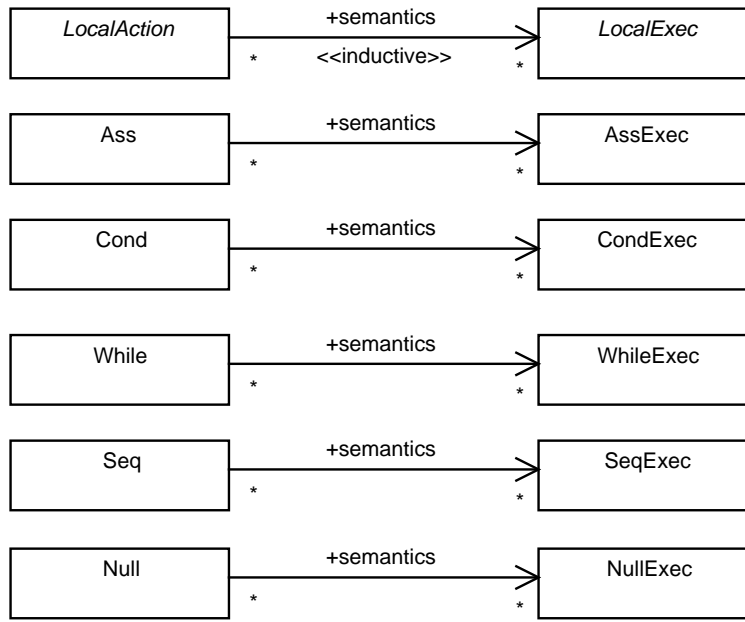 LocalAction +semantics LocalExec
* <<inductive>> *
Ass +semantics AssExec
* *
Cond +semantics CondExec
* *
While +semantics WhileExec
* *
Seq +semantics SeqExec
* *
Null +semantics NullExec
* *